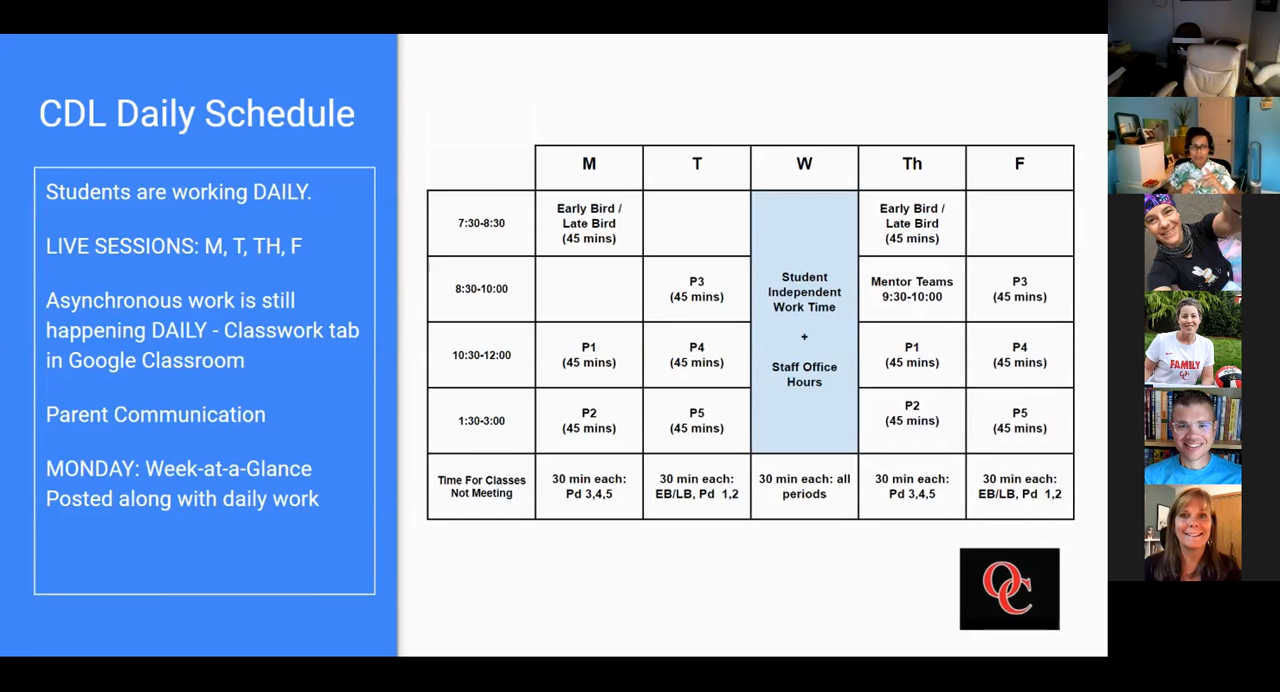 CDL Daily Schedule
Students are working DAILY.
LIVE SESSIONS: M, T, TH, F
Asynchronous work is still
happening DAILY - Classwork tab
in Google Classroom
Parent Communication
MONDAY: Week-at-a-Glance
Posted along with daily work
M T W Th F
7:30-8:30
Early Bird /
Late Bird
(45 mins)
Early Bird /
Late Bird
(45 mins)
8:30-10:00
P3
(45 mins)
Student
Independent
Work Time
+
Staff Office
Hours
Mentor Teams
9:30-10:00
P3
(45 mins)
10:30-12:00
P1
(45 mins)
P4
(45 mins)
P1
(45 mins)
P4
(45 mins)
1:30-3:00
P2
(45 mins)
P5
(45 mins)
P2
(45 mins)
P5
(45 mins)
Time For Classes
Not Meeting
30 min each:
Pd 3,4,5
30 min each:
EB/LB, Pd 1,2
30 min each: all
periods
30 min each:
Pd 3,4,5
30 min each:
EB/LB, Pd 1,2
OC
FAMILY
OC